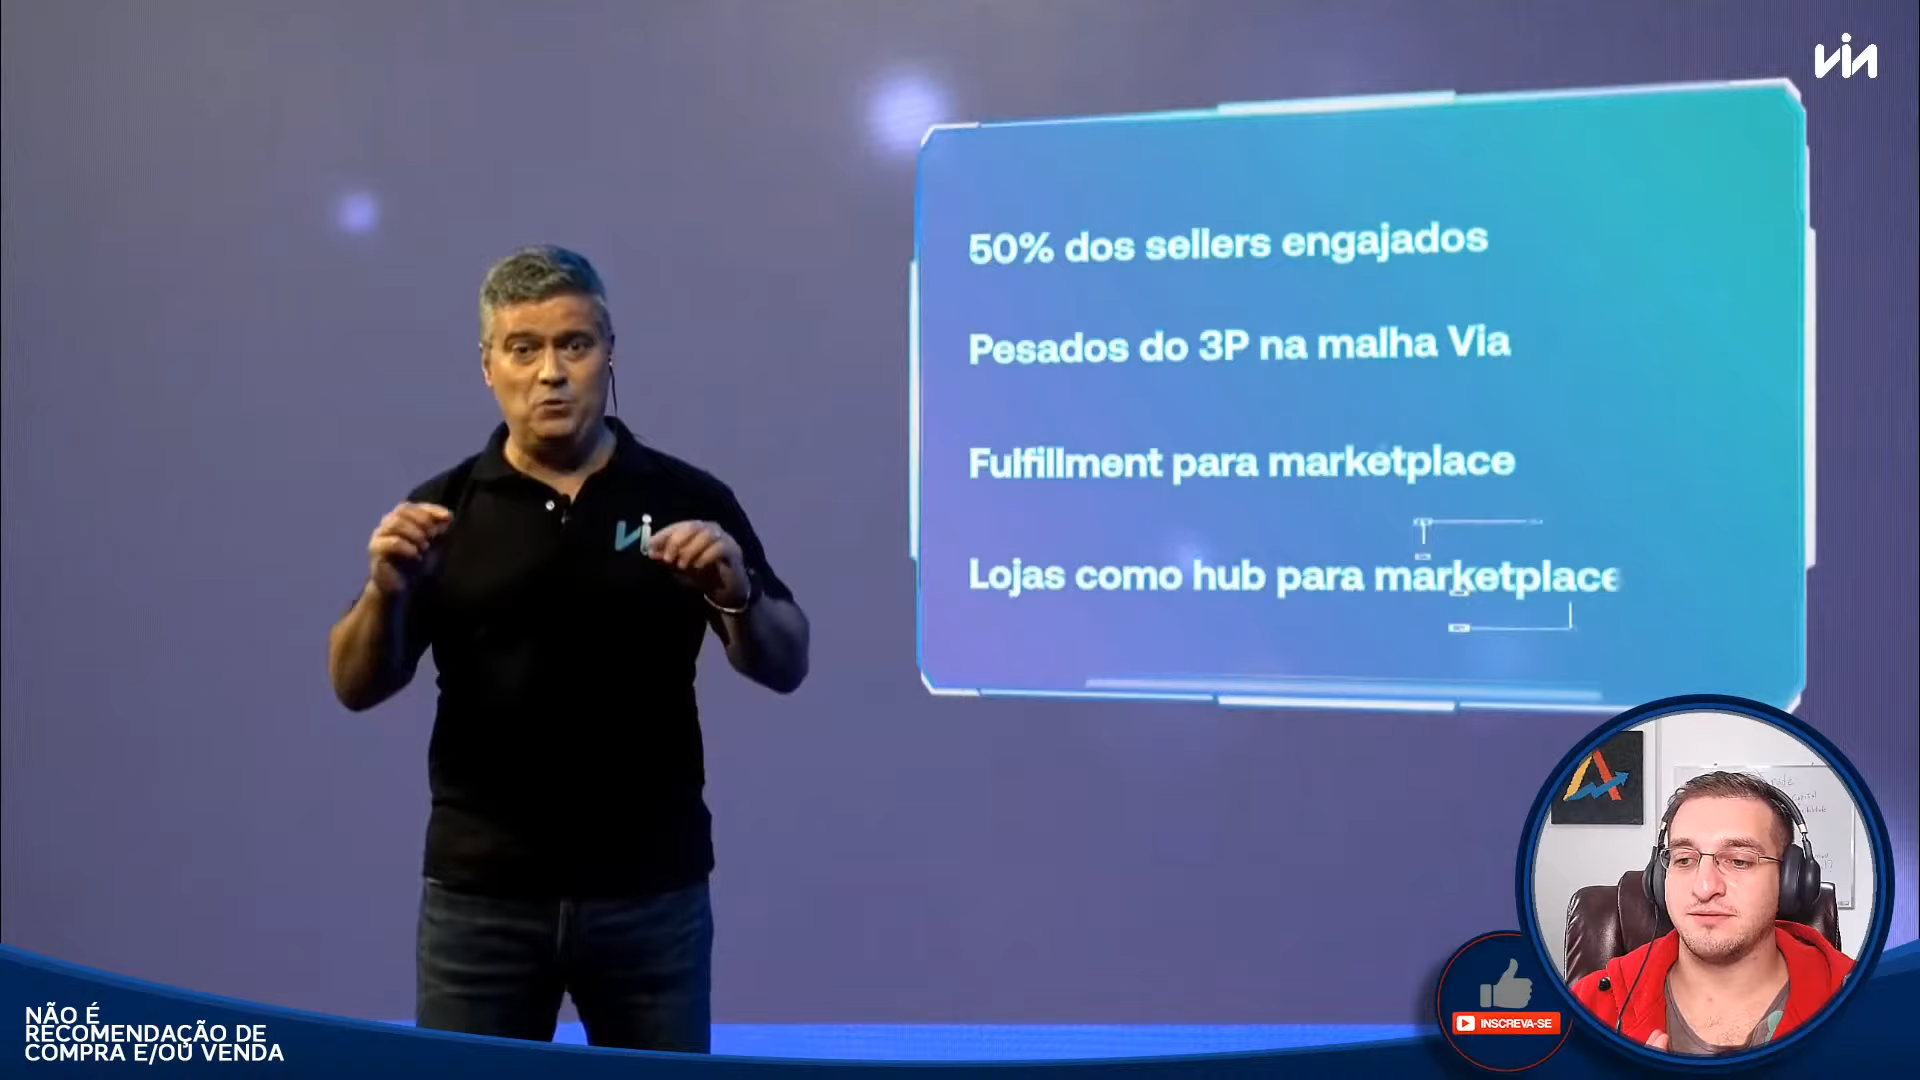 via
50% dos sellers engajados
Pesados do 3P na malha Via
Fulfillment para marketplace
Lojas como hub para marketplace
NÃO É
RECOMENDAÇÃO DE
COMPRA E/OU VENDA
INSCREVA-SE